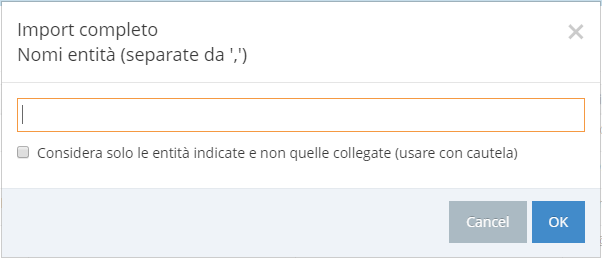 Import completo
Nomi entità (separate da ',')
×
Considera solo le entità indicate e non quelle collegate (usare con cautela)
Cancel
OK